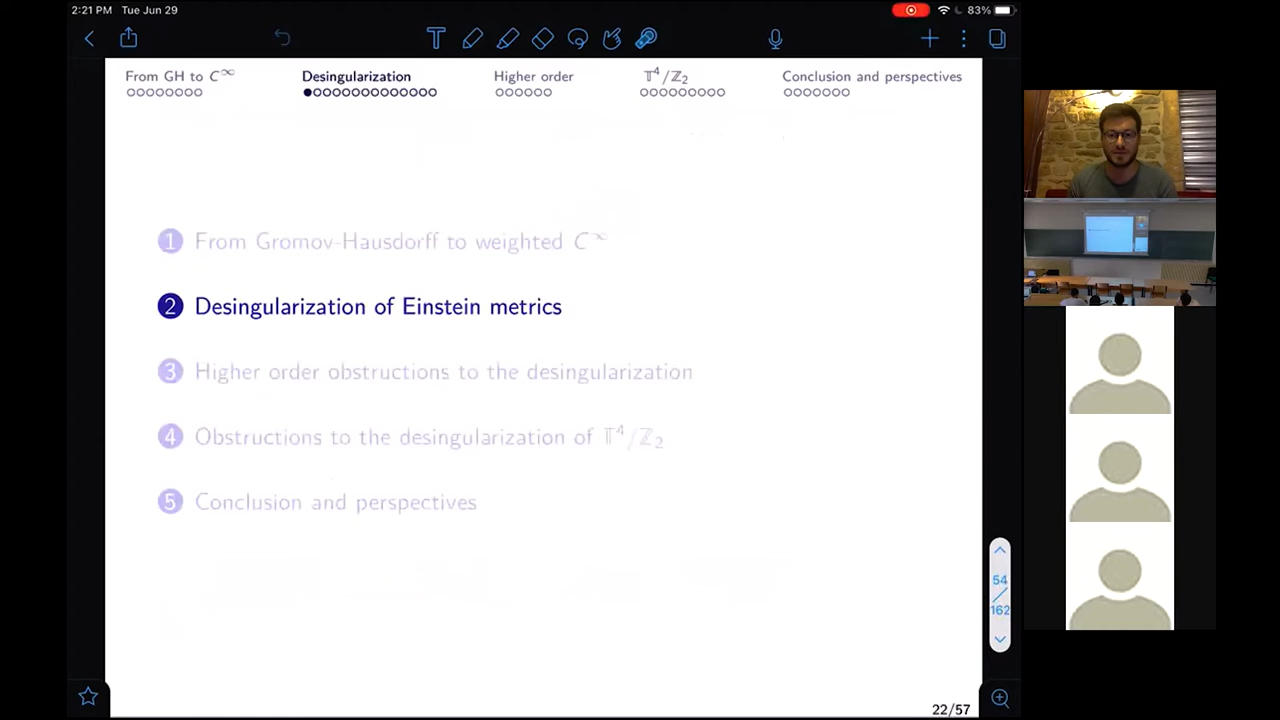 2:21 PM Tue Jun 29
83%
From GH to C∞
Desingularization
Higher order
𝕋⁴/ℤ₂
Conclusion and perspectives
1 From Gromov-Hausdorff to weighted C∞
2 Desingularization of Einstein metrics
3 Higher order obstructions to the desingularization
4 Obstructions to the desingularization of 𝕋⁴/ℤ₂
5 Conclusion and perspectives
54
/
162
22/57